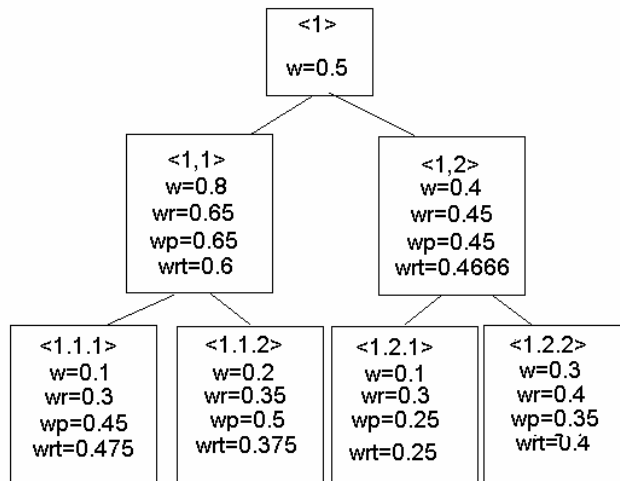 <1>
w=0.5
<1,1>
w=0.8
wr=0.65
wp=0.65
wrt=0.6
<1,2>
w=0.4
wr=0.45
wp=0.45
wrt=0.4666
<1.1.1>
w=0.1
wr=0.3
wp=0.45
wrt=0.475
<1.1.2>
w=0.2
wr=0.35
wp=0.5
wrt=0.375
<1.2.1>
w=0.1
wr=0.3
wp=0.25
wrt=0.25
<1.2.2>
w=0.3
wr=0.4
wp=0.35
wrt=0.4